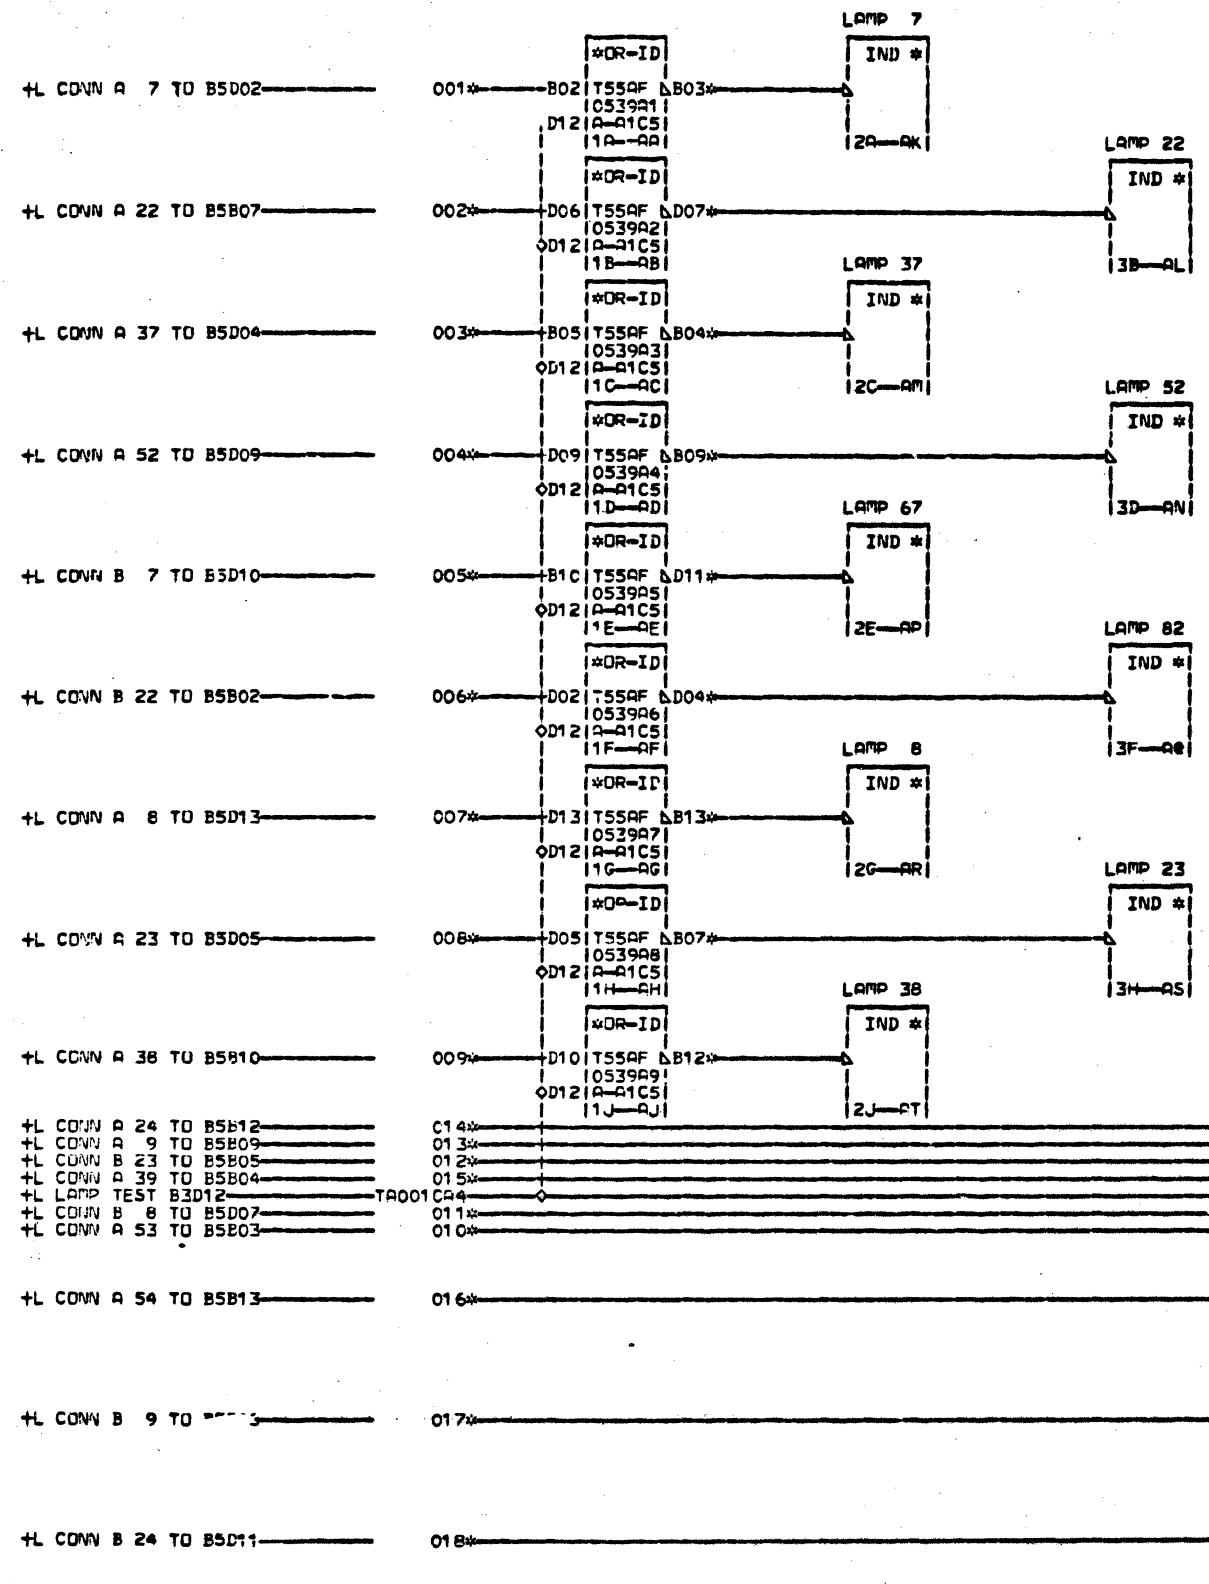 LAMP 7
*OR-ID IND *
+L CONN A 7 TO B5D02 001* B02 T55AF B03*
0539A1
D12 A-A1C5
1A--AA 2A--AK LAMP 22
*OR-ID IND *
+L CONN A 22 TO B5B07 002* D06 T55AF D07*
0539A2
D12 A-A1C5
1B--AB LAMP 37 3B--AL
*OR-ID IND *
+L CONN A 37 TO B5D04 003* B05 T55AF B04*
0539A3
D12 A-A1C5
1C--AC 2C--AM LAMP 52
*OR-ID IND *
+L CONN A 52 TO B5D09 004* D09 T55AF B09*
0539A4
D12 A-A1C5
1D--AD LAMP 67 3D--AN
*OR-ID IND *
+L CONN B 7 TO B5D10 005* B10 T55AF D11*
0539A5
D12 A-A1C5
1E--AE 2E--AP LAMP 82
*OR-ID IND *
+L CONN B 22 TO B5B02 006* D02 T55AF D04*
0539A6
D12 A-A1C5
1F--AF LAMP 8 3F--AQ
*OR-ID IND *
+L CONN A 8 TO B5D13 007* D13 T55AF B13*
0539A7
D12 A-A1C5
1G--AG 2G--AR LAMP 23
*OR-ID IND *
+L CONN A 23 TO B5D05 008* D05 T55AF B07*
0539A8
D12 A-A1C5
1H--AH LAMP 38 3H--AS
*OR-ID IND *
+L CONN A 38 TO B5B10 009* D10 T55AF B12*
0539A9
D12 A-A1C5
1J--AJ 2J--AT
+L CONN A 24 TO B5B12 014*
+L CONN A 9 TO B5B09 013*
+L CONN B 23 TO B5B05 012*
+L CONN A 39 TO B5B04 015*
+L LAMP TEST B3D12 TA001CA4
+L CONN B 8 TO B5D07 011*
+L CONN A 53 TO B5B03 010*
+L CONN A 54 TO B5B13 016*
+L CONN B 9 TO 017*
+L CONN B 24 TO B5D11 018*